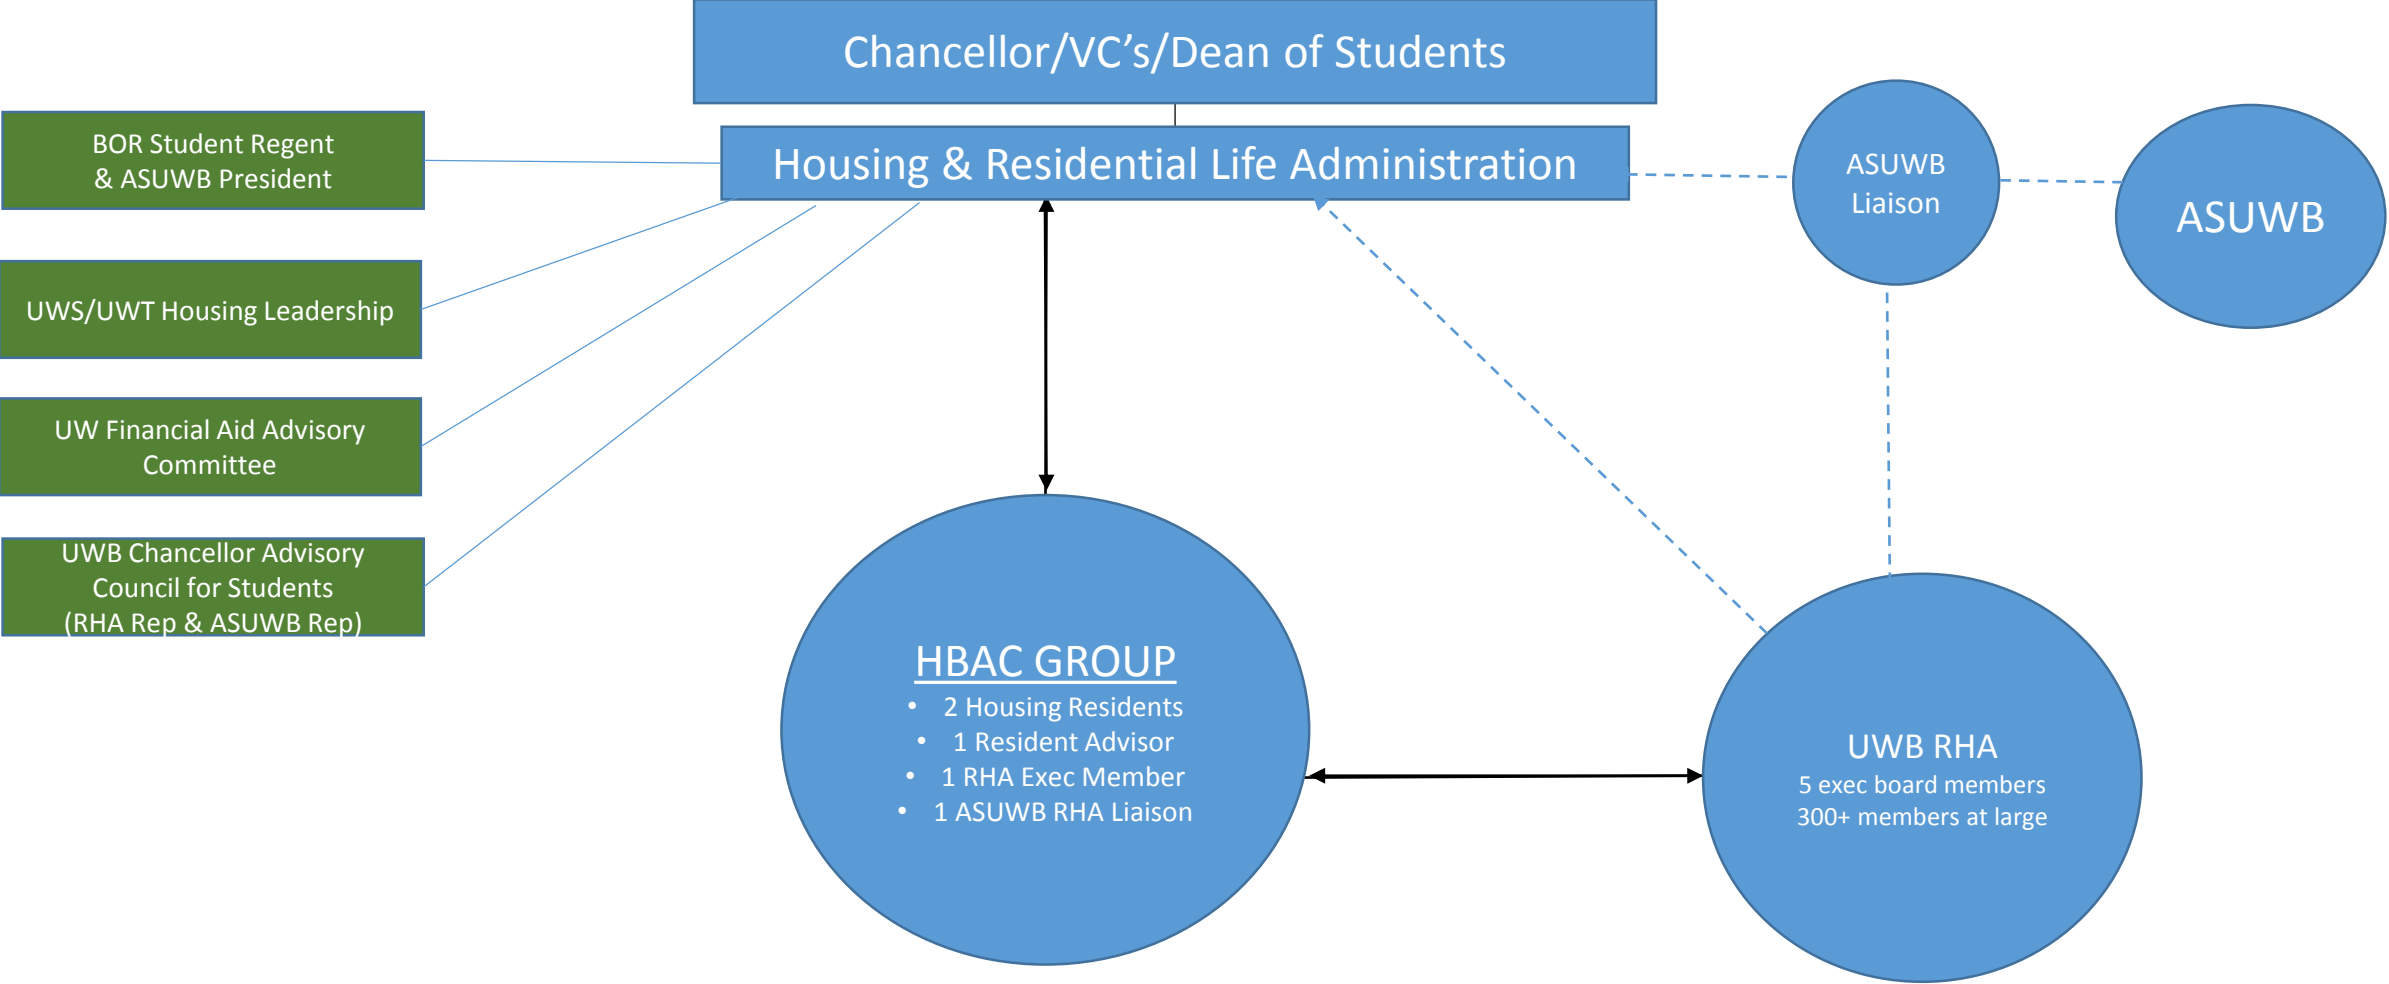 Chancellor/VC’s/Dean of Students
Housing & Residential Life Administration
BOR Student Regent
& ASUWB President
UWS/UWT Housing Leadership
UW Financial Aid Advisory
Committee
UWB Chancellor Advisory
Council for Students
(RHA Rep & ASUWB Rep)
ASUWB
Liaison
ASUWB
HBAC GROUP
• 2 Housing Residents
• 1 Resident Advisor
• 1 RHA Exec Member
• 1 ASUWB RHA Liaison
UWB RHA
5 exec board members
300+ members at large